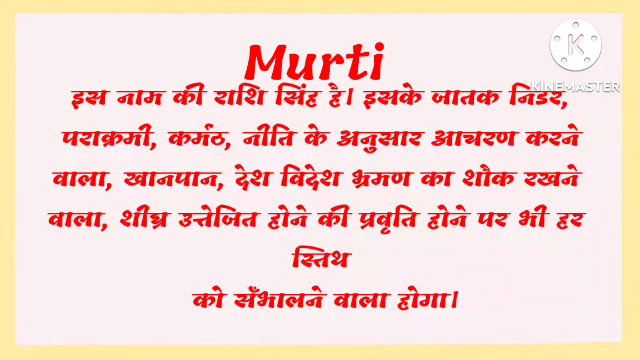 Murti
KINEMASTER
इस नाम की राशि सिंह है। इसके जातक निडर,
पराक्रमी, कर्मठ, नीति के अनुसार आचरण करने
वाला, खानपान, देश विदेश भ्रमण का शौक रखने
वाला, शीघ्र उत्तेजित होने की प्रवृति होने पर भी हर
स्तिथ
को सँभालने वाला होगा।